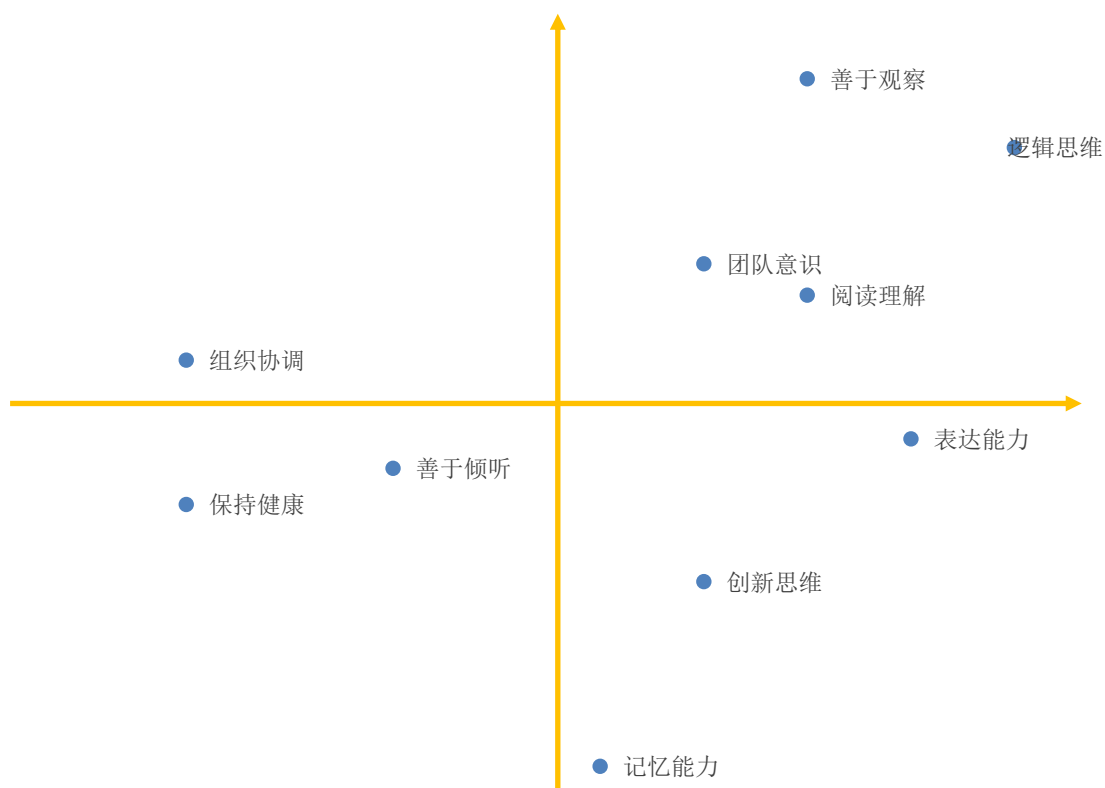 善于观察
逻辑思维
团队意识
阅读理解
组织协调
表达能力
善于倾听
保持健康
创新思维
记忆能力